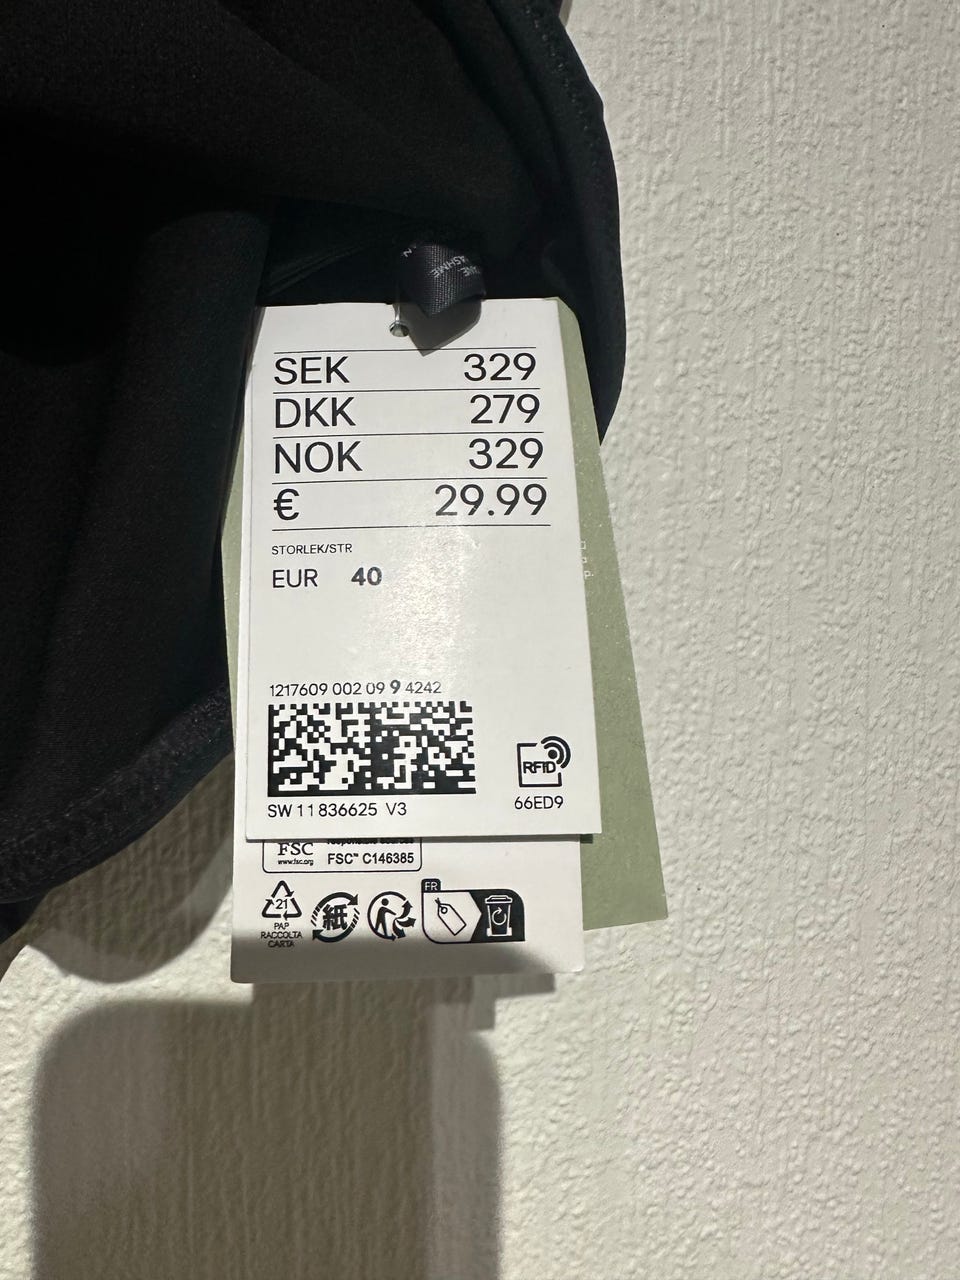 SEK 329
DKK 279
NOK 329
€ 29.99
STORLEK/STR
EUR 40
1217609 002 09 9 4242
RFID
SW 11 836625 V3
66ED9
FSC
www.fsc.org
FSC™ C146385
FR
21
紙
PAP
RACCOLTA
CARTA